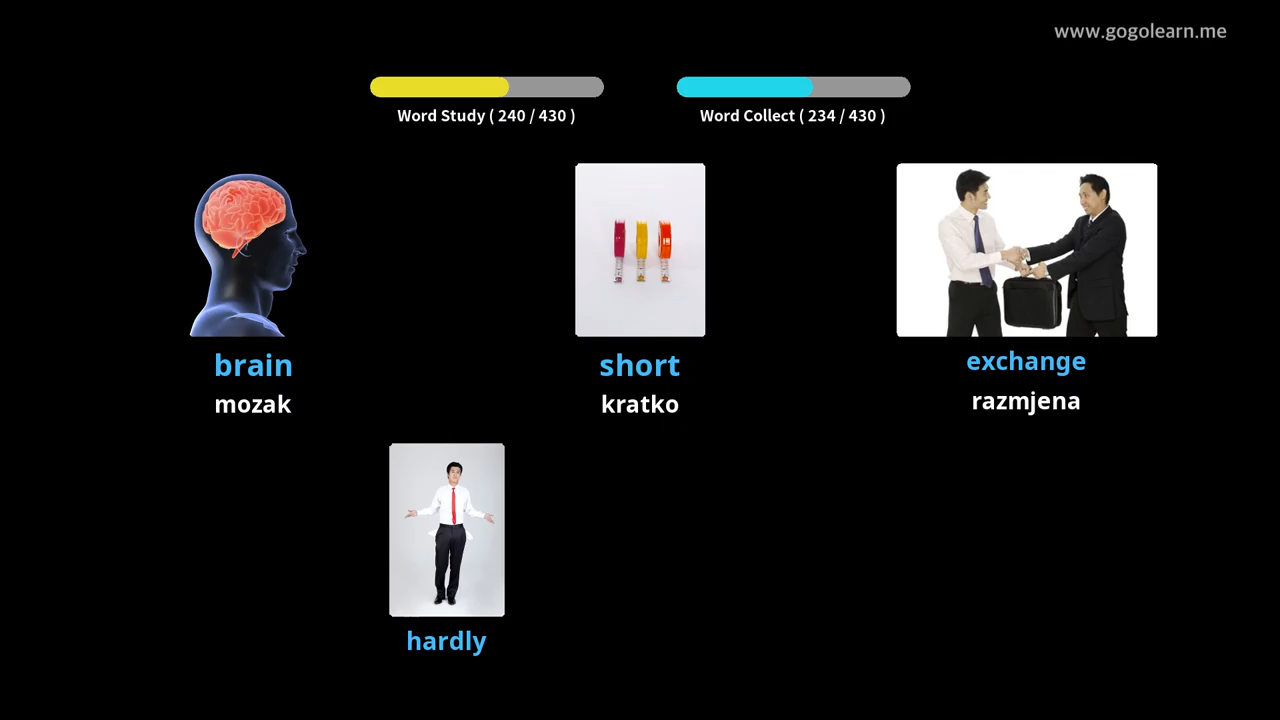 www.gogolearn.me
Word Study ( 240 / 430 )
Word Collect ( 234 / 430 )
brain
mozak
short
kratko
exchange
razmjena
hardly